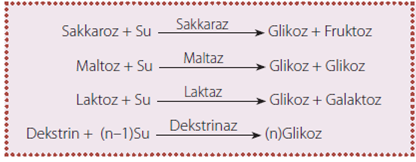 Sakkaroz + Su Sakkaraz Glikoz + Fruktoz
Maltoz + Su Maltaz Glikoz + Glikoz
Laktoz + Su Laktaz Glikoz + Galaktoz
Dekstrin + (n–1)Su Dekstrinaz (n)Glikoz